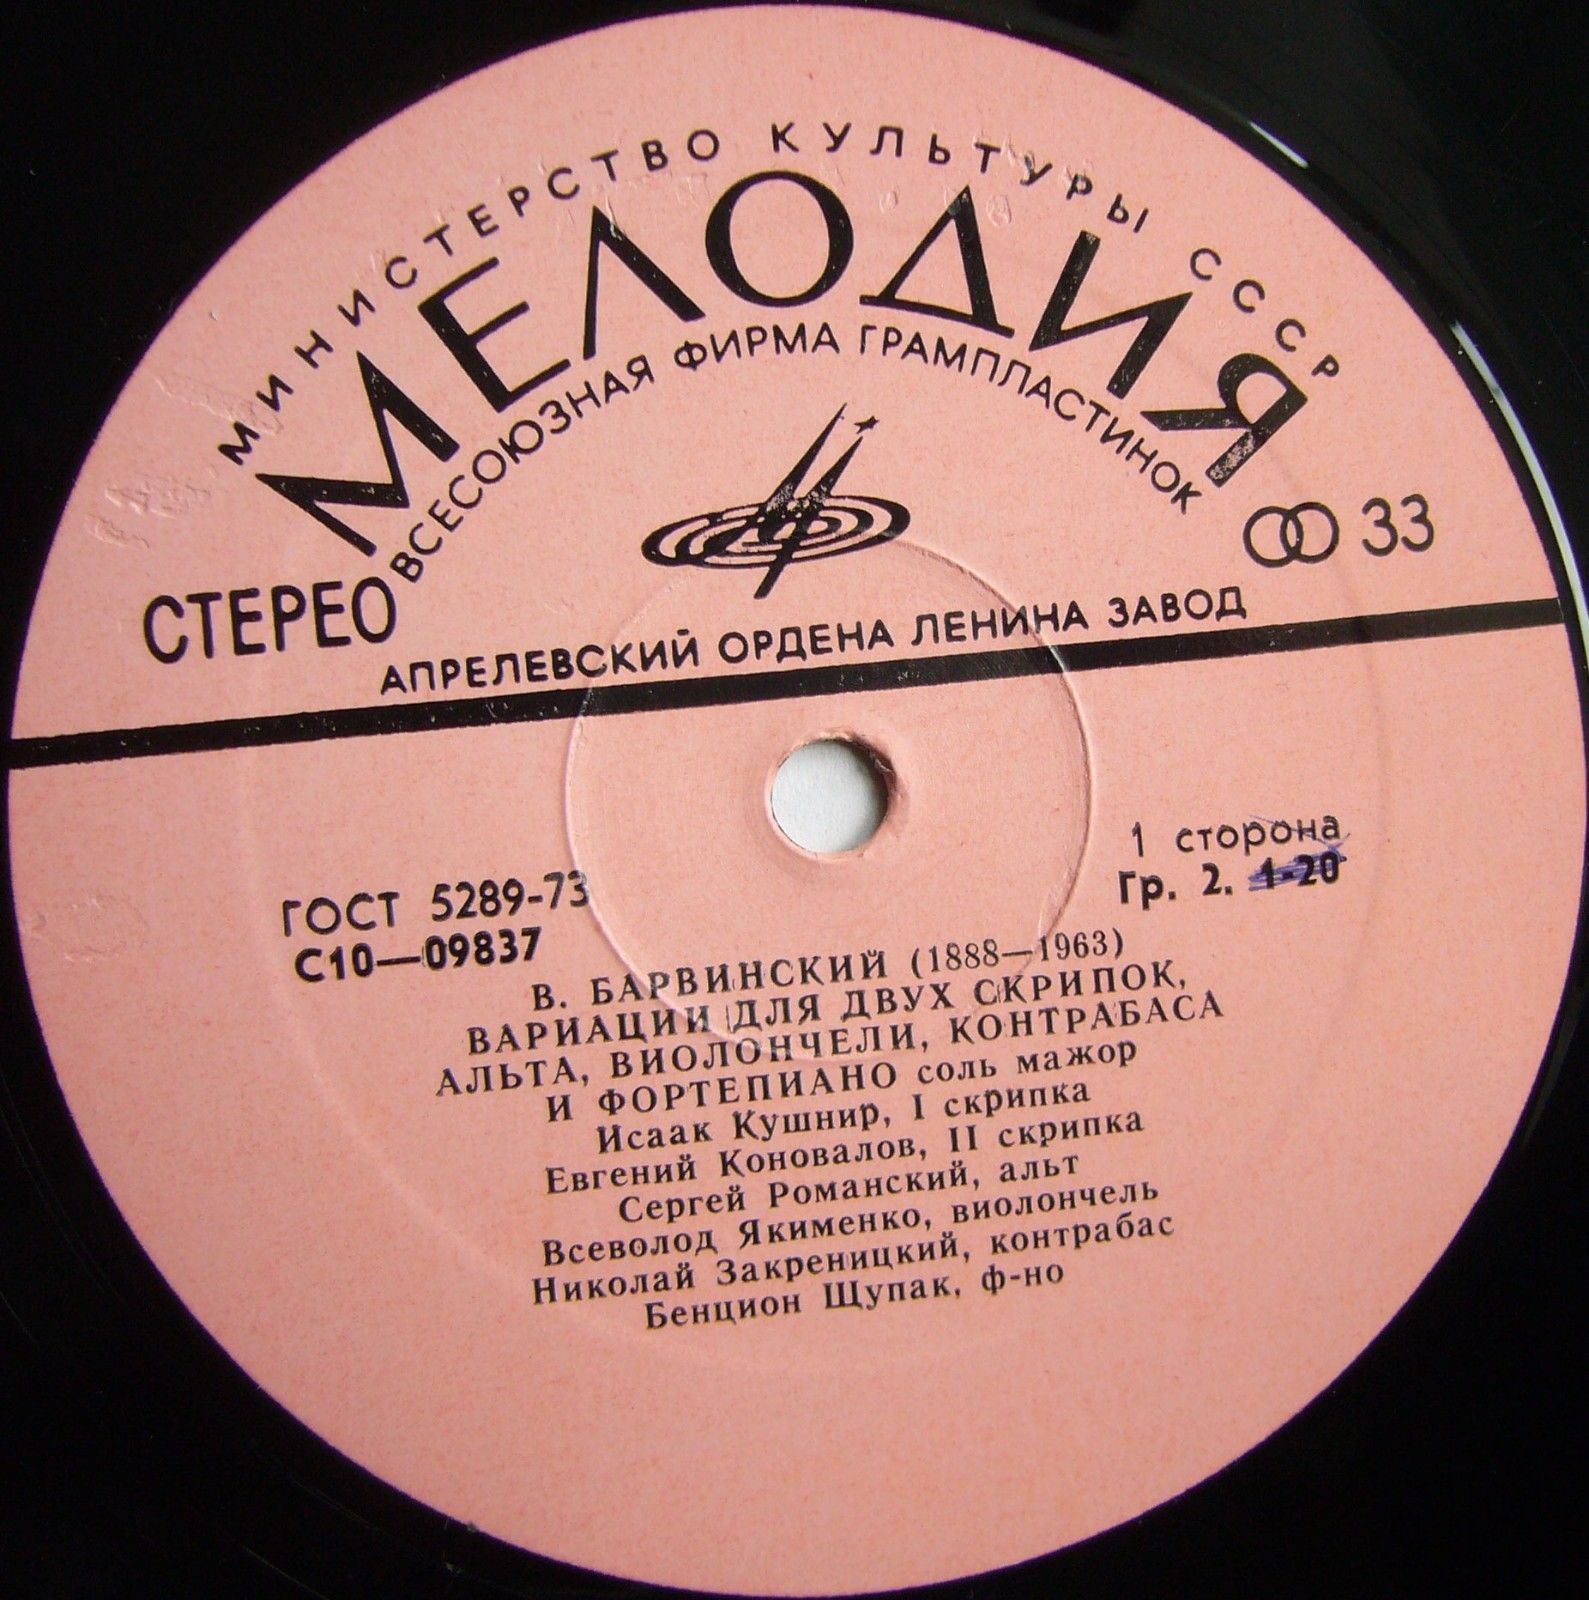 МИНИСТЕРСТВО КУЛЬТУРЫ СССР
МЕЛОДИЯ
ВСЕСОЮЗНАЯ ФИРМА ГРАМПЛАСТИНОК
СТЕРЕО
33
АПРЕЛЕВСКИЙ ОРДЕНА ЛЕНИНА ЗАВОД
1 сторона
Гр. 2. 1-20
ГОСТ 5289-73
С10—09837
В. БАРВИНСКИЙ (1888—1963)
ВАРИАЦИИ ДЛЯ ДВУХ СКРИПОК,
АЛЬТА, ВИОЛОНЧЕЛИ, КОНТРАБАСА
И ФОРТЕПИАНО соль мажор
Исаак Кушнир, I скрипка
Евгений Коновалов, II скрипка
Сергей Романский, альт
Всеволод Якименко, виолончель
Николай Закреницкий, контрабас
Бенцион Щупак, ф-но